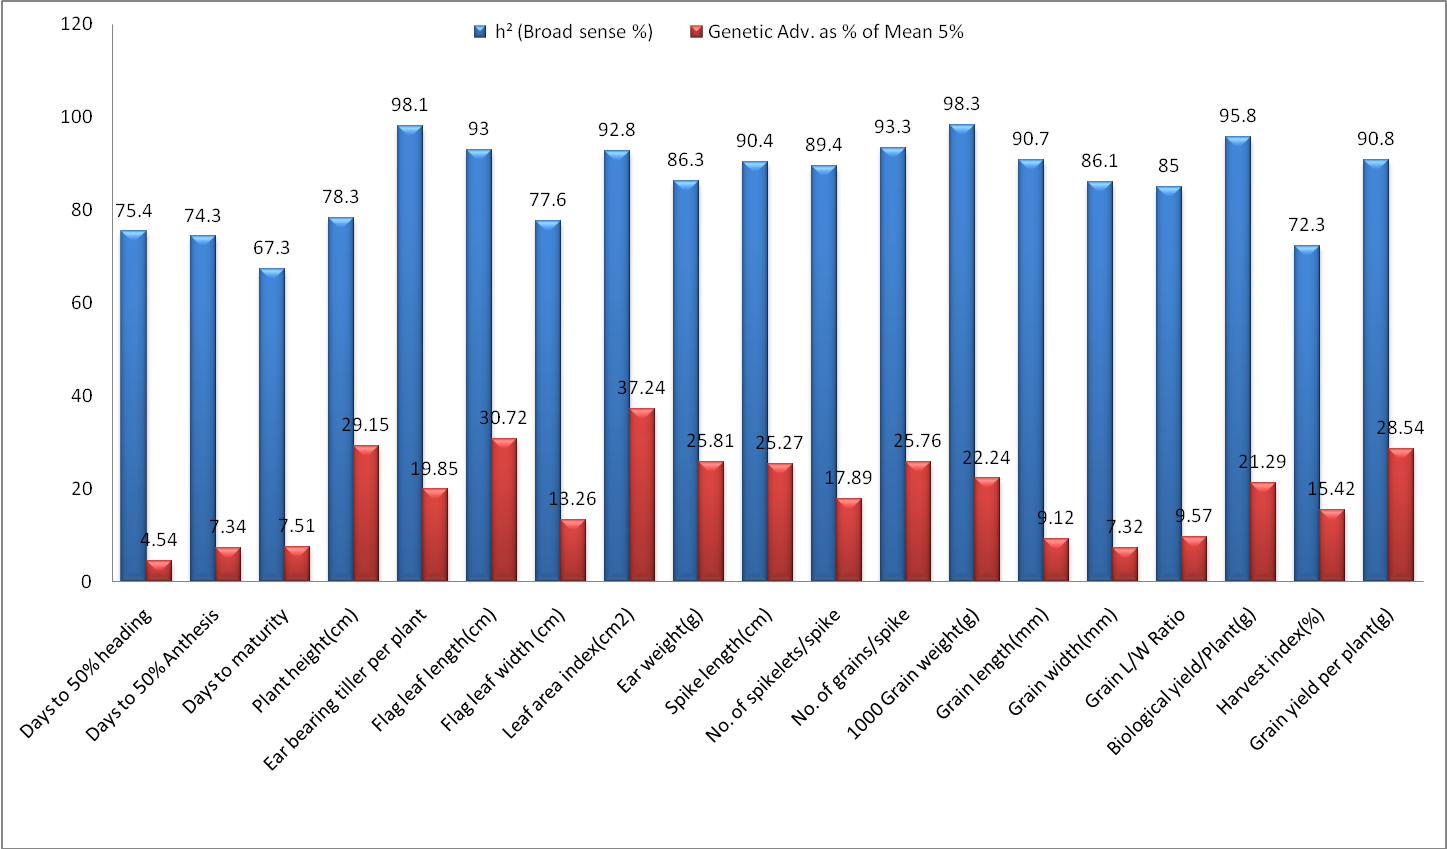 120
h² (Broad sense %) Genetic Adv. as % of Mean 5%
100
80
60
40
20
0
75.4 74.3 67.3 78.3 98.1 93 77.6 92.8 86.3 90.4 89.4 93.3 98.3 90.7 86.1 85 95.8 72.3 90.8
4.54 7.34 7.51 29.15 19.85 30.72 13.26 37.24 25.81 25.27 17.89 25.76 22.24 9.12 7.32 9.57 21.29 15.42 28.54
Days to 50% heading
Days to 50% Anthesis
Days to maturity
Plant height(cm)
Ear bearing tiller per plant
Flag leaf length(cm)
Flag leaf width (cm)
Leaf area index(cm2)
Ear weight(g)
Spike length(cm)
No. of spikelets/spike
No. of grains/spike
1000 Grain weight(g)
Grain length(mm)
Grain width(mm)
Grain L/W Ratio
Biological yield/Plant(g)
Harvest index(%)
Grain yield per plant(g)